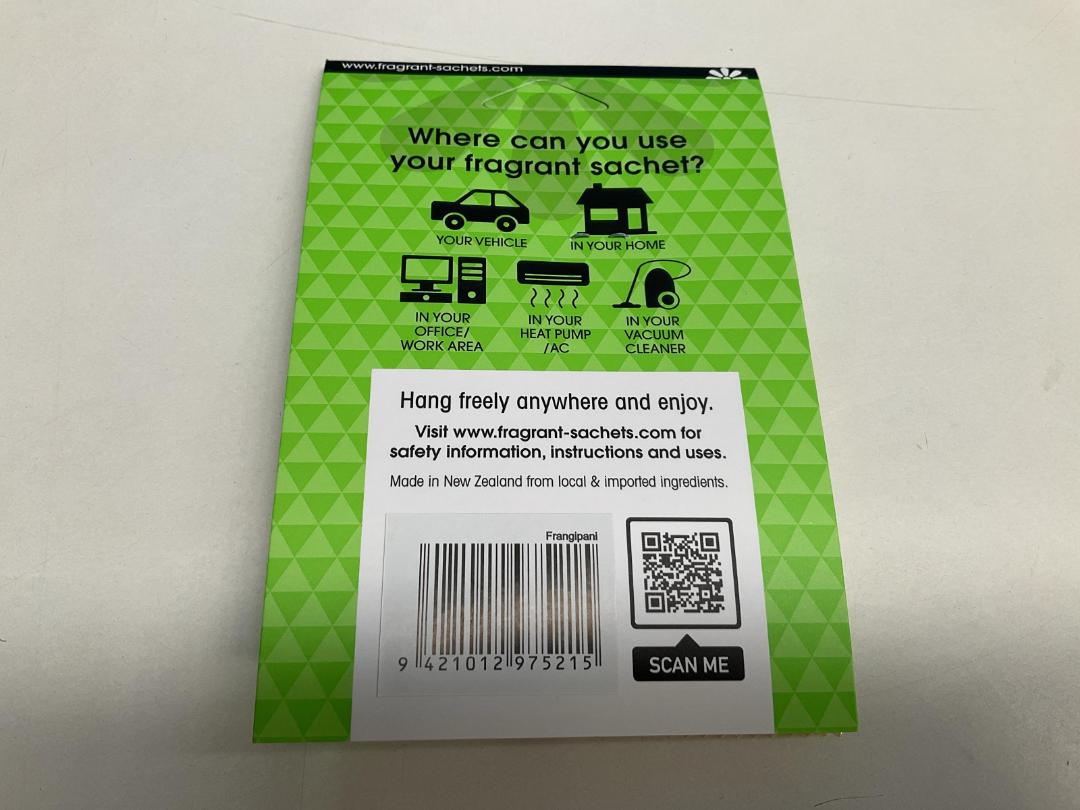 www.fragrant-sachets.com
Where can you use
your fragrant sachet?
YOUR VEHICLE
IN YOUR HOME
IN YOUR
OFFICE/
WORK AREA
IN YOUR
HEAT PUMP
/AC
IN YOUR
VACUUM
CLEANER
Hang freely anywhere and enjoy.
Visit www.fragrant-sachets.com for
safety information, instructions and uses.
Made in New Zealand from local & imported ingredients.
Frangipani
9 421012 975215
SCAN ME